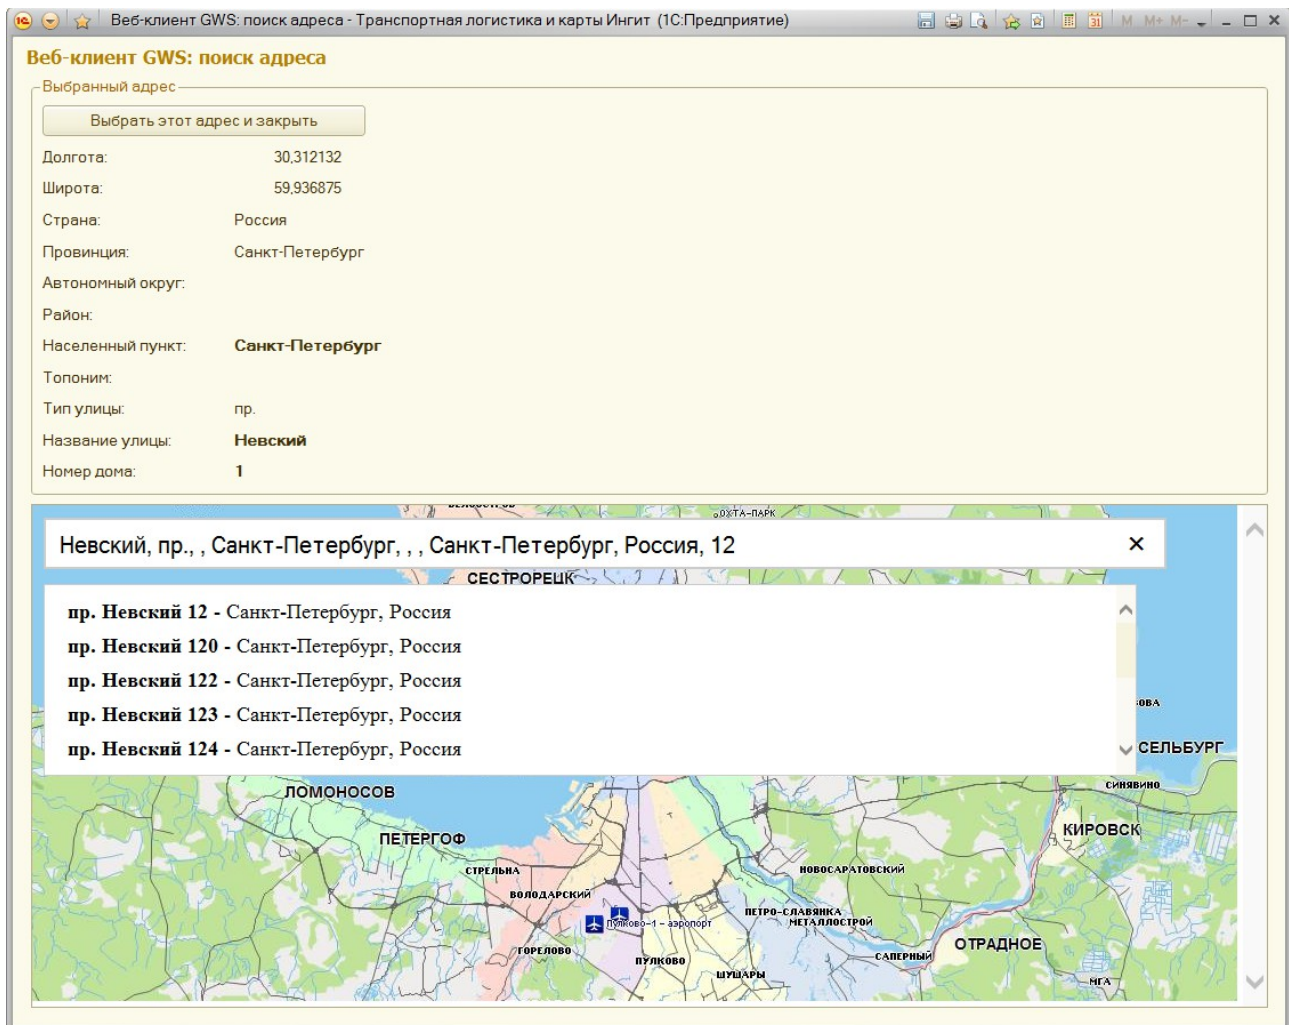 Веб-клиент GWS: поиск адреса - Транспортная логистика и карты Ингит (1С:Предприятие)
31 M M+ M-
Веб-клиент GWS: поиск адреса
Выбранный адрес
Выбрать этот адрес и закрыть
Долгота: 30,312132
Широта: 59,936875
Страна: Россия
Провинция: Санкт-Петербург
Автономный округ:
Район:
Населенный пункт: Санкт-Петербург
Топоним:
Тип улицы: пр.
Название улицы: Невский
Номер дома: 1
ОХТА-ПАРК
Невский, пр., , Санкт-Петербург, , , Санкт-Петербург, Россия, 12
СЕСТРОРЕЦК
пр. Невский 12 - Санкт-Петербург, Россия
пр. Невский 120 - Санкт-Петербург, Россия
пр. Невский 122 - Санкт-Петербург, Россия
пр. Невский 123 - Санкт-Петербург, Россия
ОВА
пр. Невский 124 - Санкт-Петербург, Россия
СЕЛЬБУРГ
СИНЯВИНО
ЛОМОНОСОВ
КИРОВСК
ПЕТЕРГОФ
СТРЕЛЬНА
НОВОСАРАТОВСКИЙ
ВОЛОДАРСКИЙ
ПЕТРО-СЛАВЯНКА
Пулково-1 - аэропорт
МЕТАЛЛОСТРОЙ
ГОРЕЛОВО
ОТРАДНОЕ
ПУЛКОВО
САПЕРНЫЙ
ШУШАРЫ
МГА